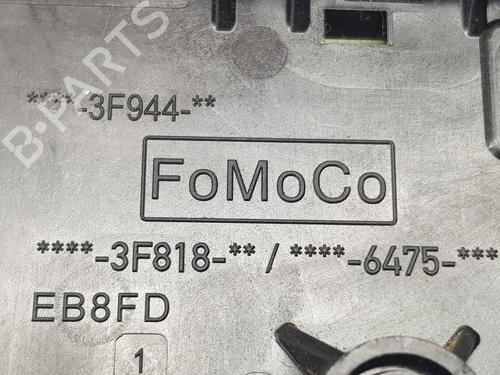 B-PARTS
****-3F944-**
FoMoCo
****-3F818-** / ****-6475-***
EB8FD
1